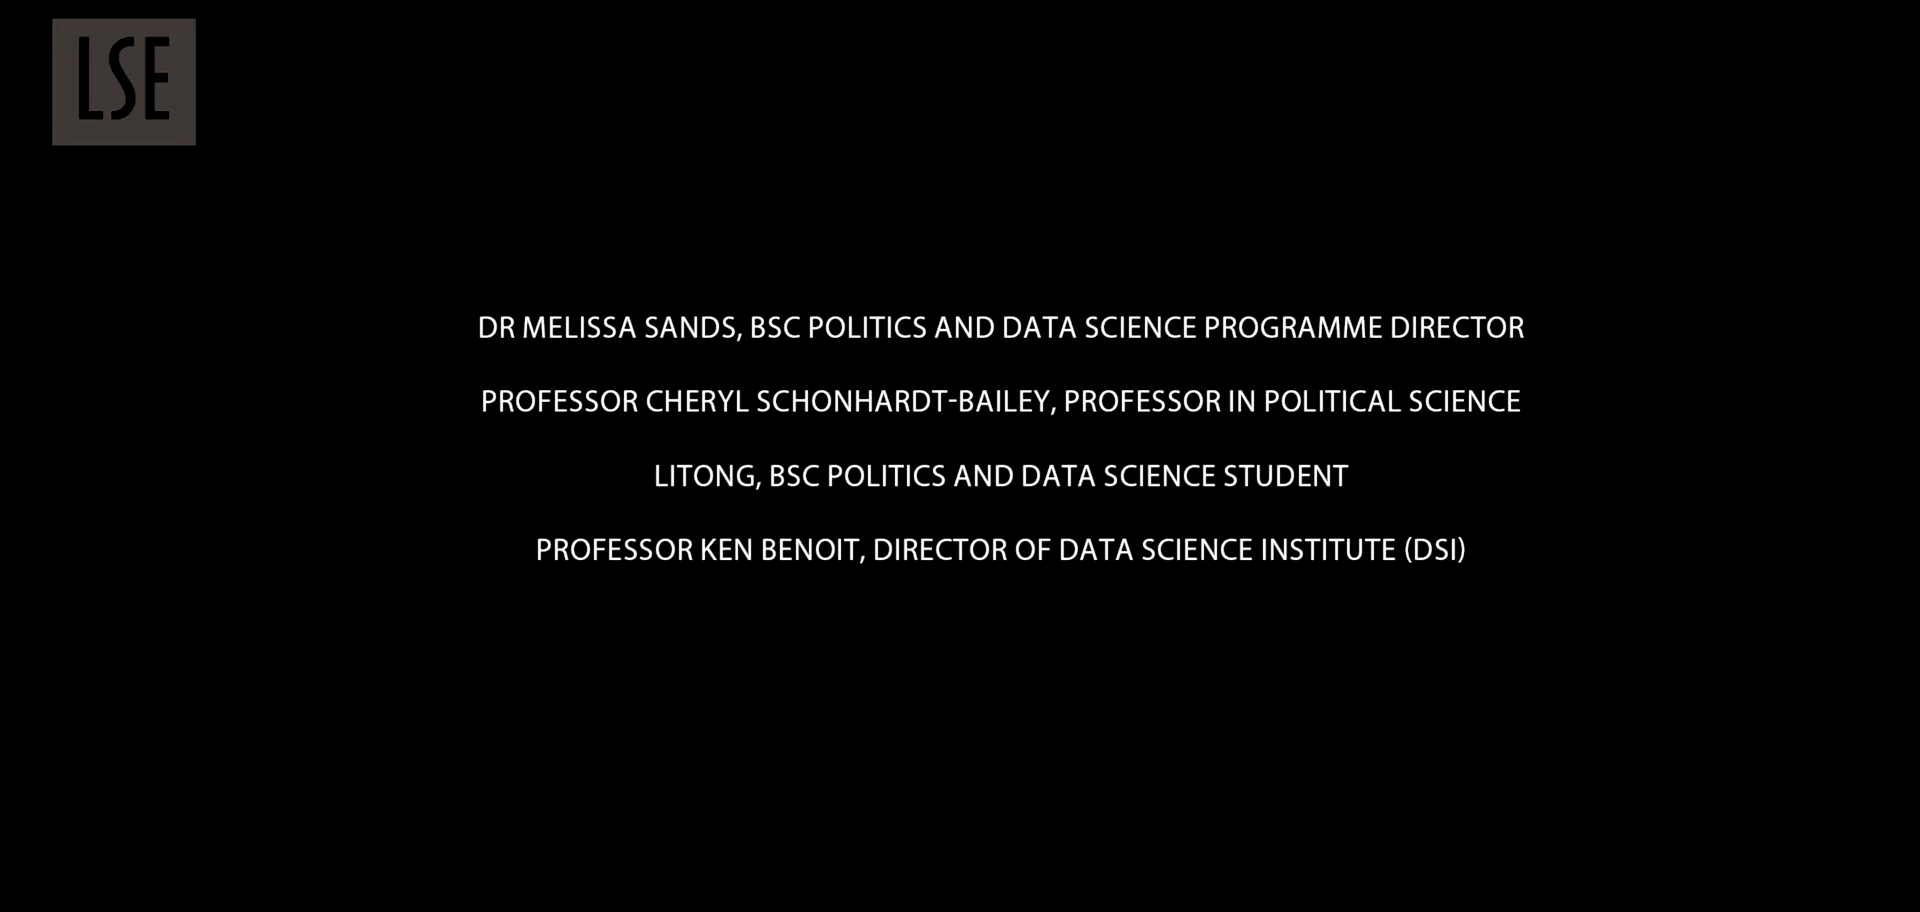 LSE
DR MELISSA SANDS, BSC POLITICS AND DATA SCIENCE PROGRAMME DIRECTOR
PROFESSOR CHERYL SCHONHARDT-BAILEY, PROFESSOR IN POLITICAL SCIENCE
LITONG, BSC POLITICS AND DATA SCIENCE STUDENT
PROFESSOR KEN BENOIT, DIRECTOR OF DATA SCIENCE INSTITUTE (DSI)